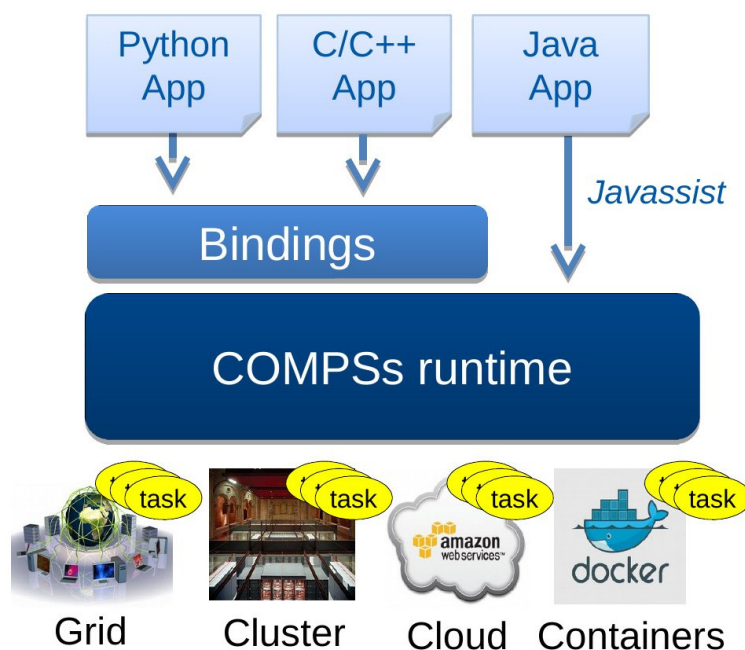 Python
App
C/C++
App
Java
App
Javassist
Bindings
COMPSs runtime
task
task
task
task
amazon
web services™
docker
Grid
Cluster
Cloud
Containers